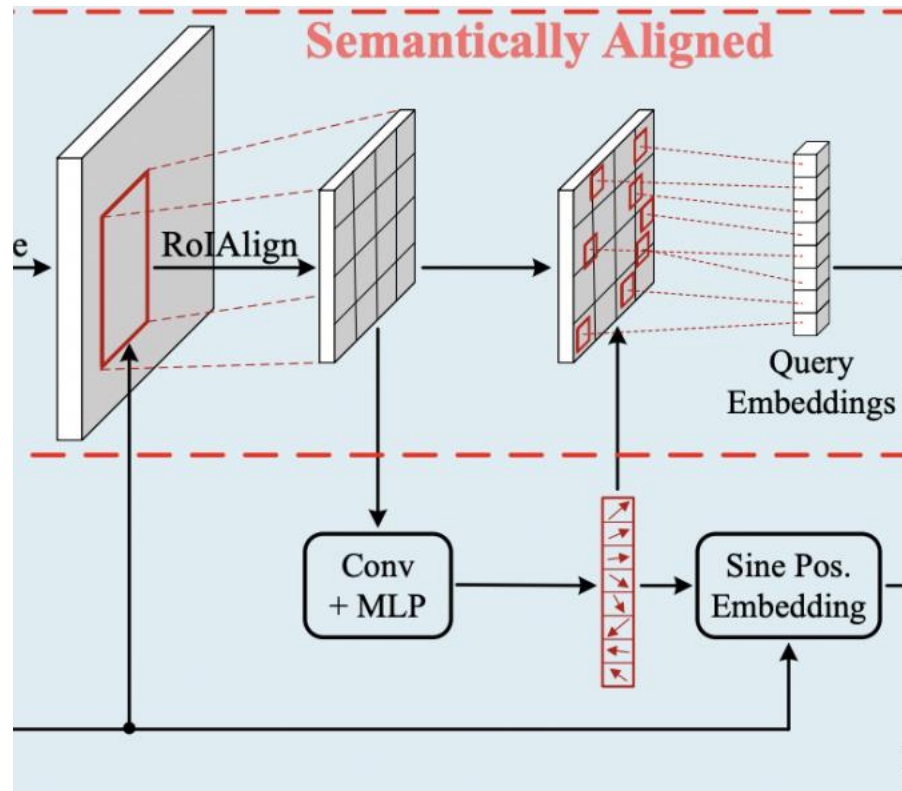 Semantically Aligned
e
RoIAlign
Query
Embeddings
Conv
+ MLP
Sine Pos.
Embedding